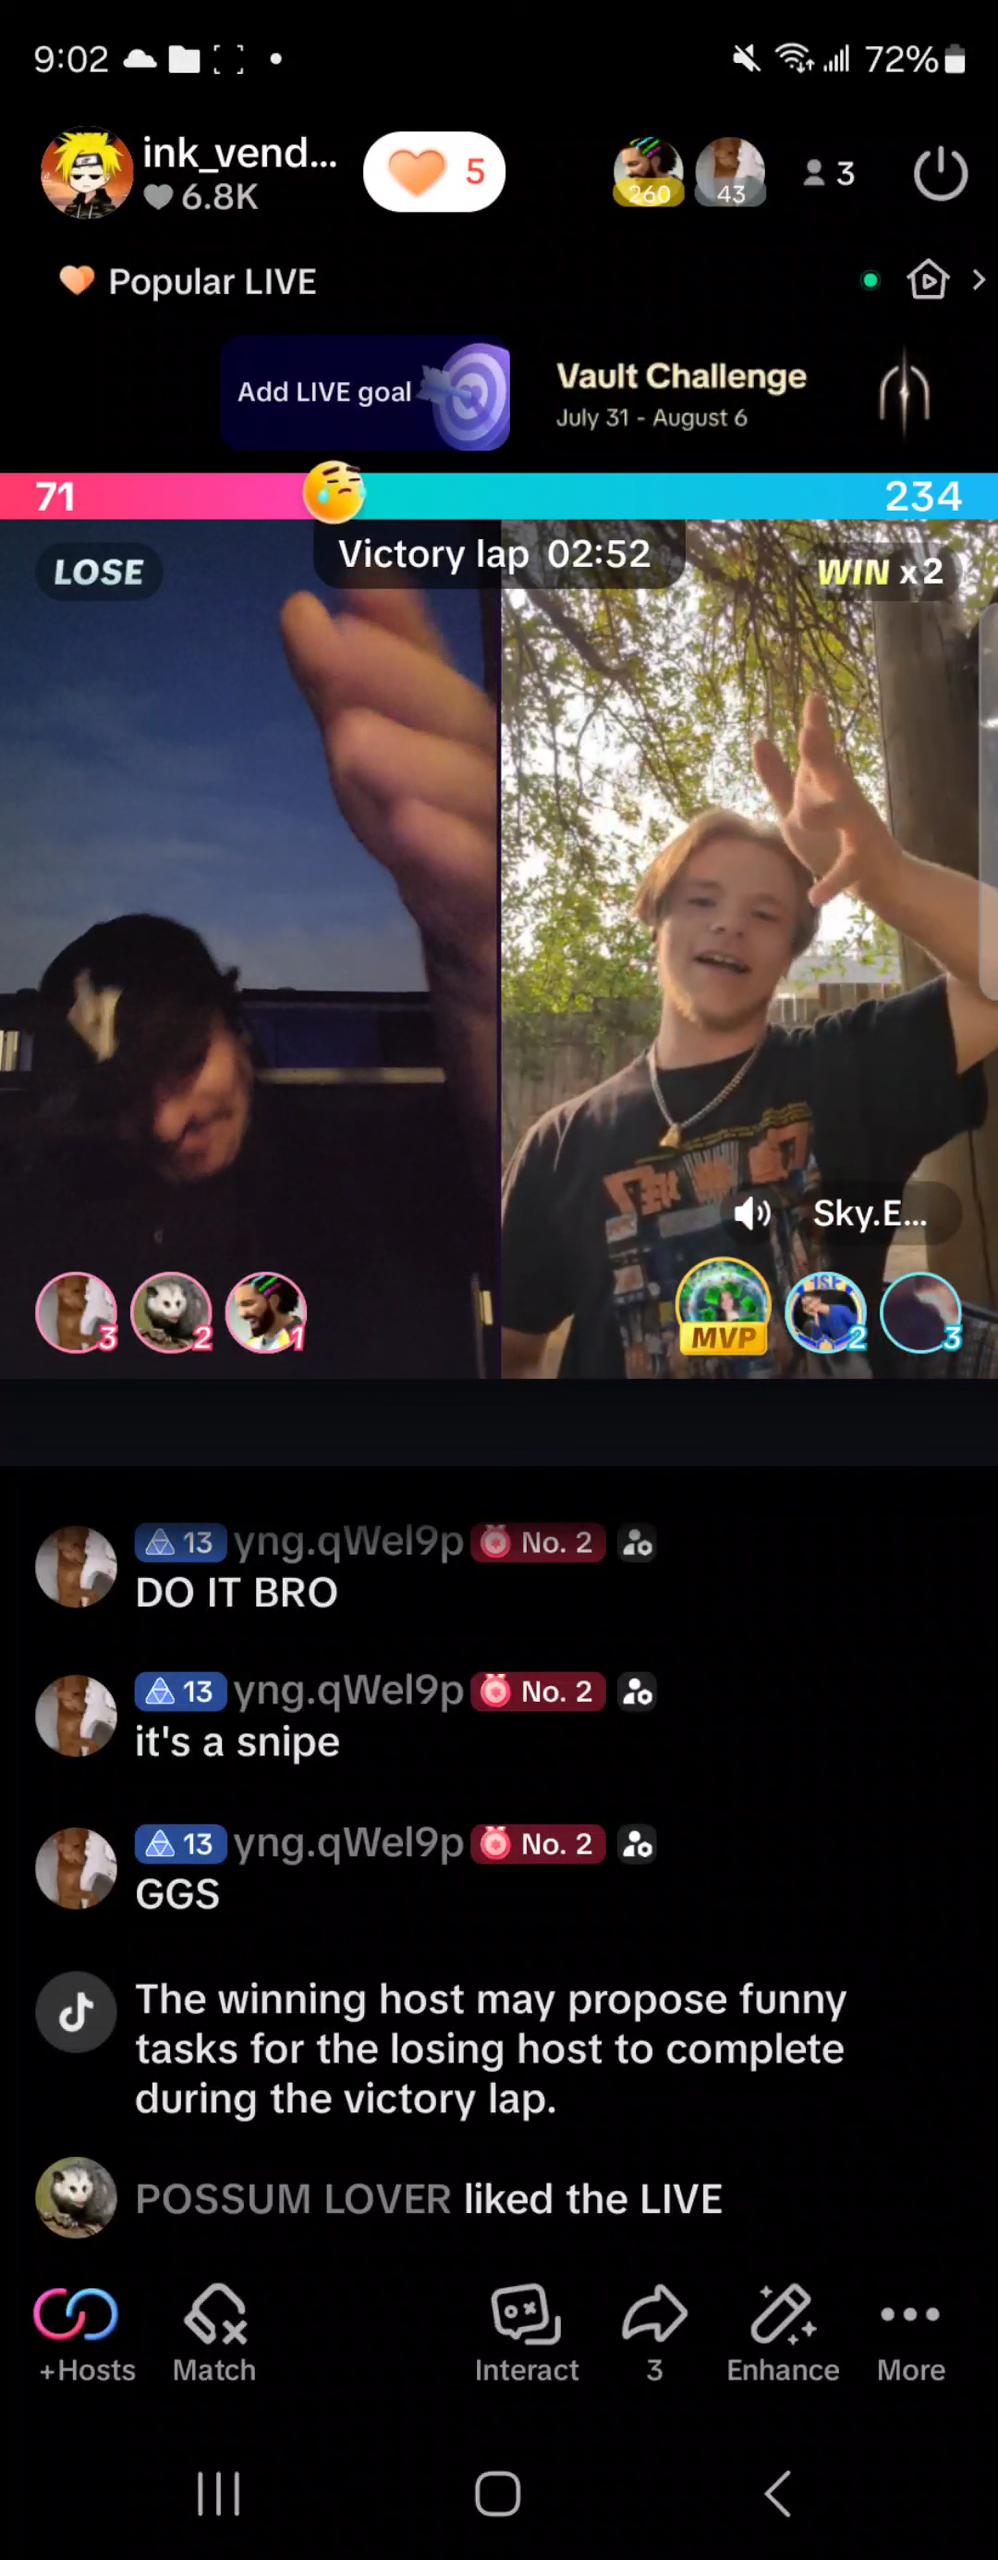 9:02
72%
ink_vend...
6.8K
5
260
43
3
Popular LIVE
Add LIVE goal
Vault Challenge
July 31 - August 6
71
234
LOSE
Victory lap 02:52
WIN x2
Sky.E...
3
2
1
MVP
2
3
13 yng.qWel9p No. 2
DO IT BRO
13 yng.qWel9p No. 2
it's a snipe
13 yng.qWel9p No. 2
GGS
The winning host may propose funny
tasks for the losing host to complete
during the victory lap.
POSSUM LOVER liked the LIVE
+Hosts
Match
Interact
3
Enhance
More